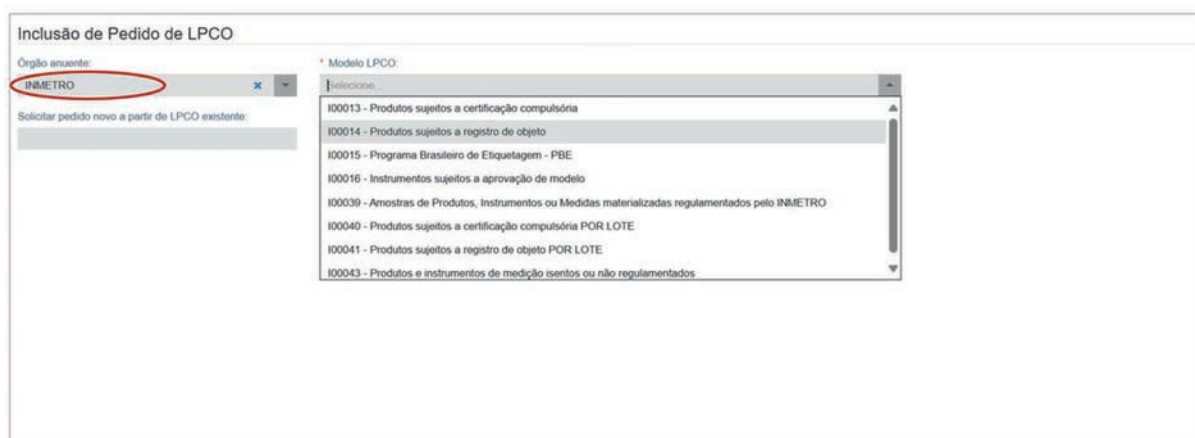 Inclusão de Pedido de LPCO
Órgão anuente:
* Modelo LPCO:
INMETRO
Selecione...
Solicitar pedido novo a partir de LPCO existente:
I00013 - Produtos sujeitos a certificação compulsória
I00014 - Produtos sujeitos a registro de objeto
I00015 - Programa Brasileiro de Etiquetagem - PBE
I00016 - Instrumentos sujeitos a aprovação de modelo
I00039 - Amostras de Produtos, Instrumentos ou Medidas materializadas regulamentados pelo INMETRO
I00040 - Produtos sujeitos a certificação compulsória POR LOTE
I00041 - Produtos sujeitos a registro de objeto POR LOTE
I00043 - Produtos e instrumentos de medição isentos ou não regulamentados